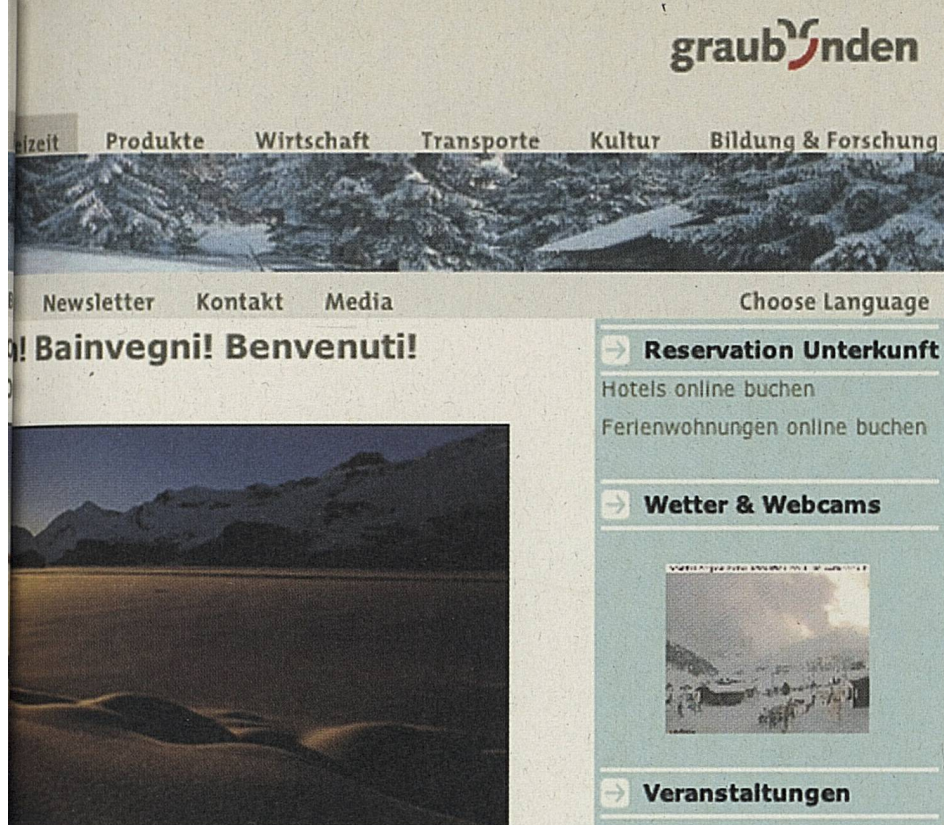 graubünden
eizeit Produkte Wirtschaft Transporte Kultur Bildung & Forschung
Newsletter Kontakt Media Choose Language
! Bainvegni! Benvenuti!
Reservation Unterkunft
Hotels online buchen
Ferienwohnungen online buchen
Wetter & Webcams
Veranstaltungen